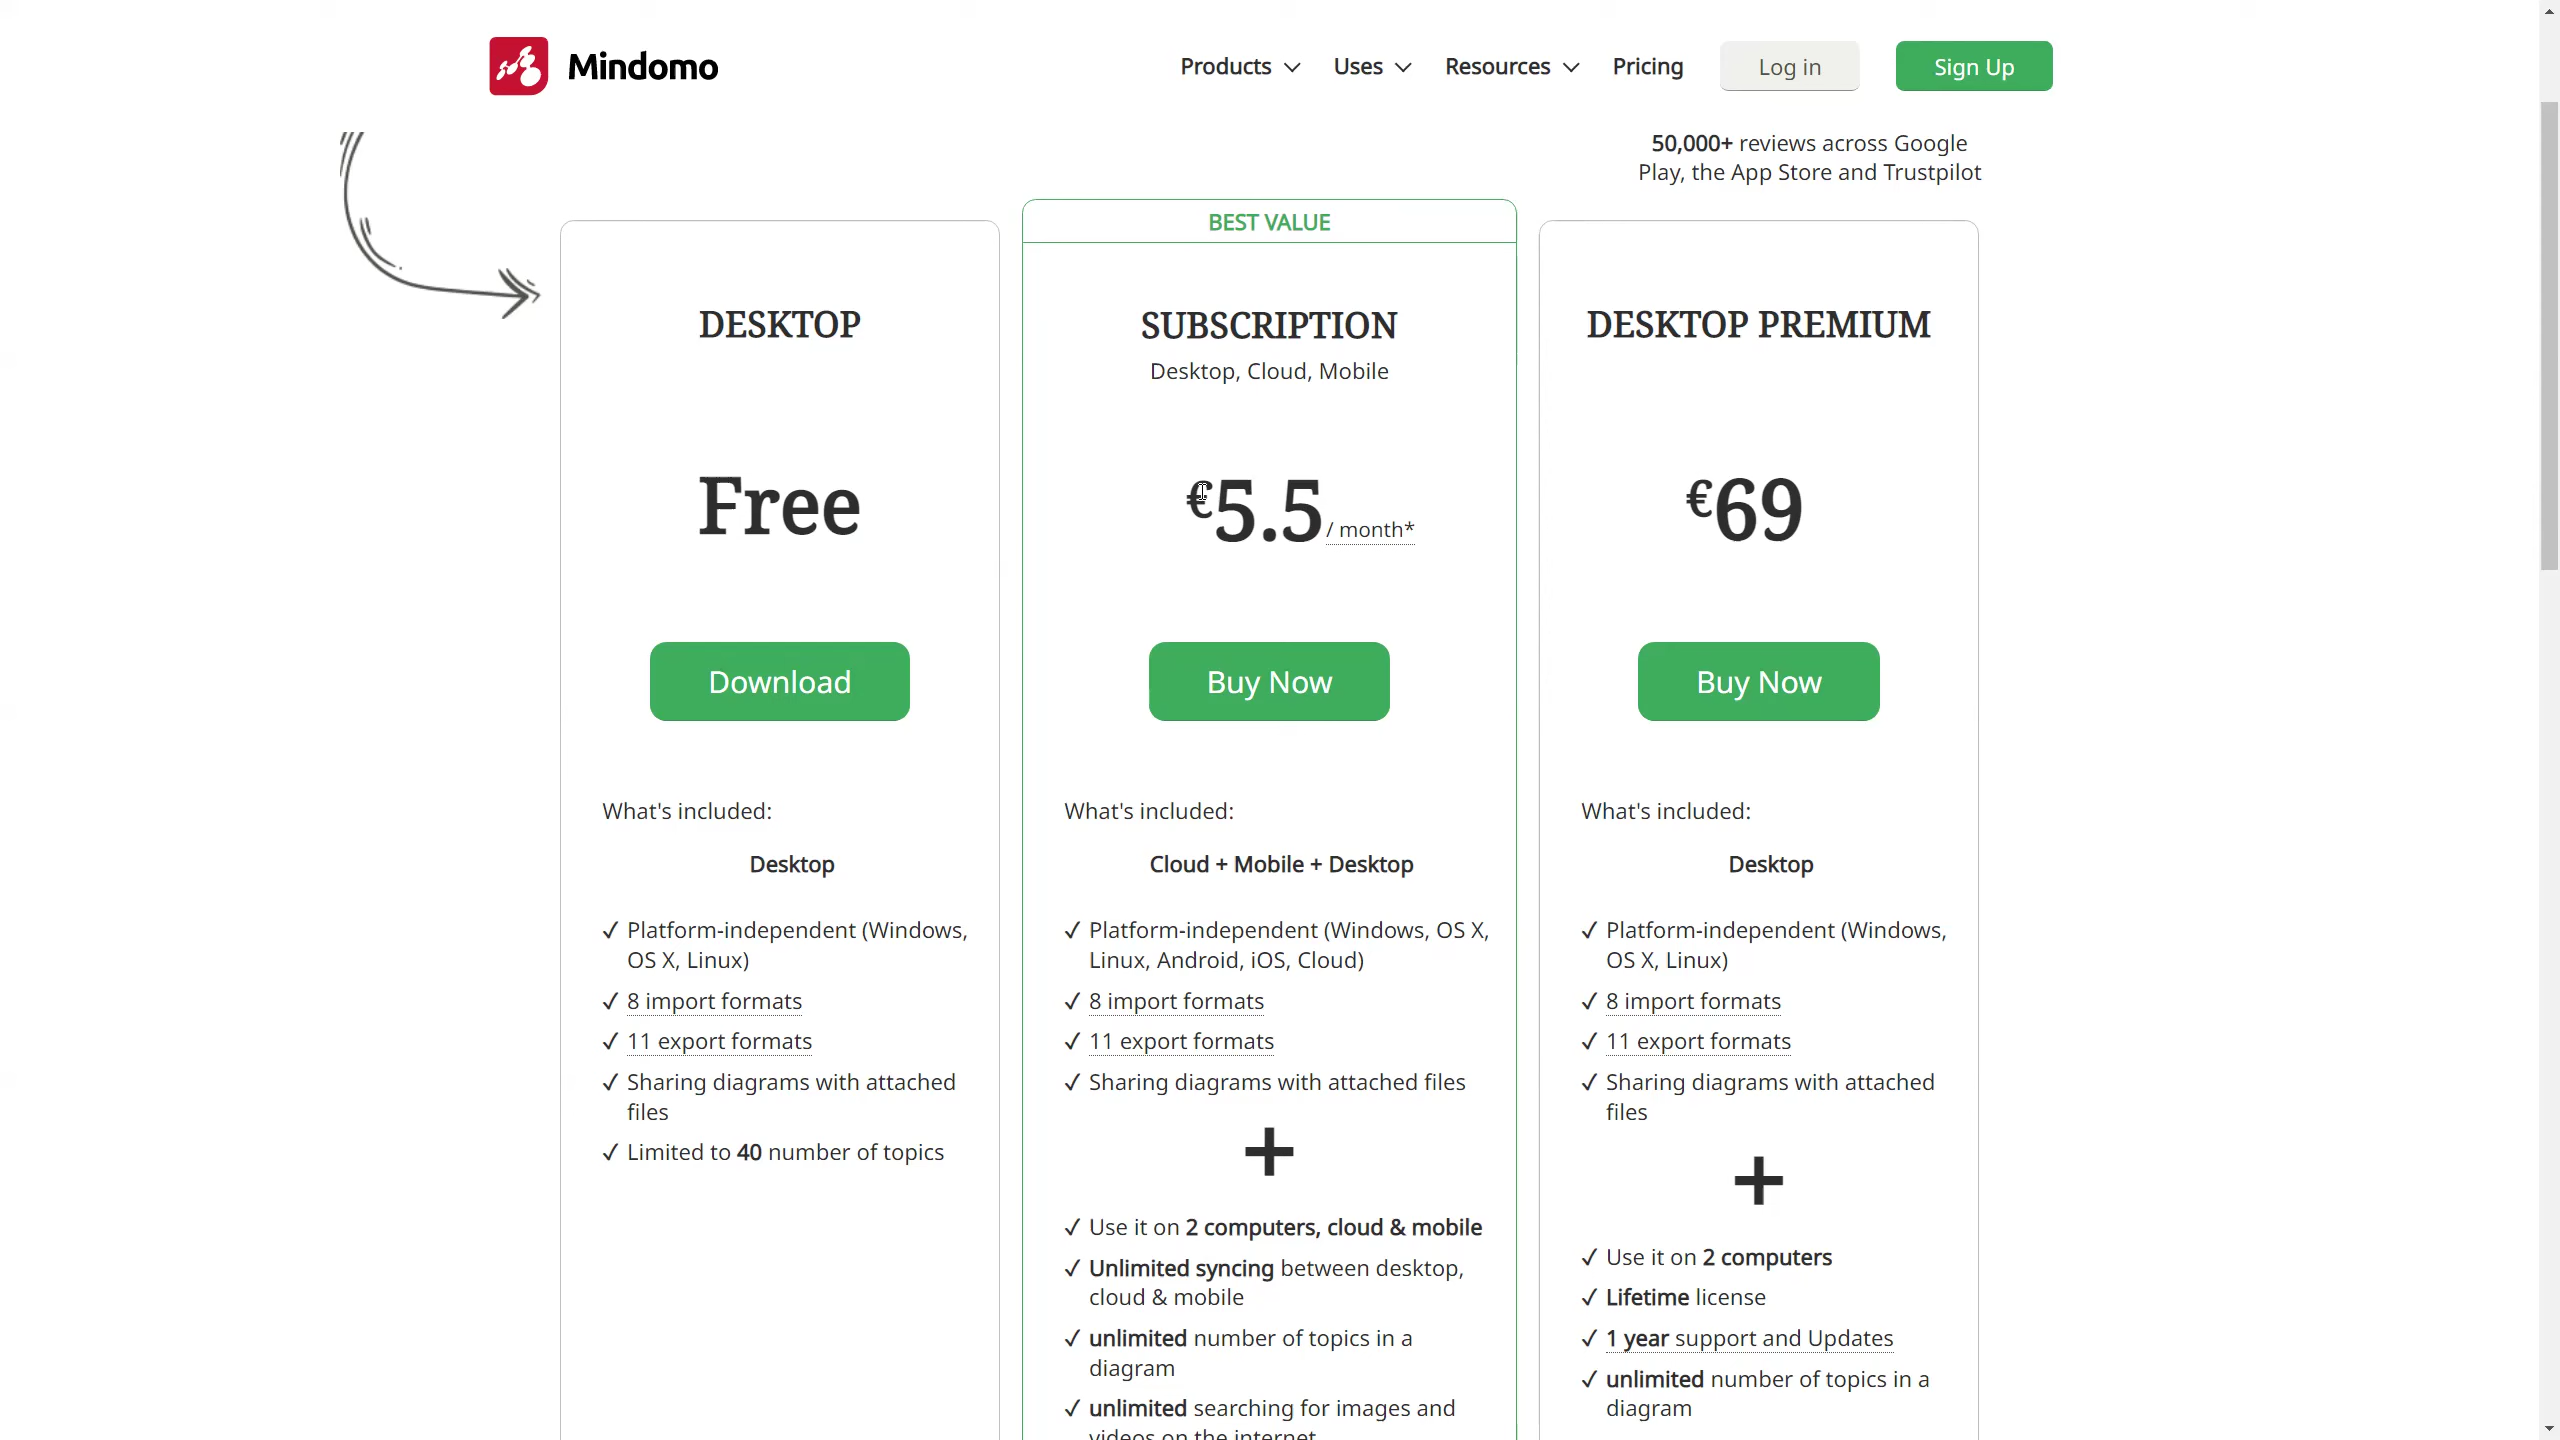 Mindomo
Products
Uses
Resources
Pricing
Log in
Sign Up
50,000+ reviews across Google
Play, the App Store and Trustpilot
DESKTOP
Free
Download
What's included:
Desktop
✓ Platform-independent (Windows,
OS X, Linux)
✓ 8 import formats
✓ 11 export formats
✓ Sharing diagrams with attached
files
✓ Limited to 40 number of topics
BEST VALUE
SUBSCRIPTION
Desktop, Cloud, Mobile
€5.5 / month*
Buy Now
What's included:
Cloud + Mobile + Desktop
✓ Platform-independent (Windows, OS X,
Linux, Android, iOS, Cloud)
✓ 8 import formats
✓ 11 export formats
✓ Sharing diagrams with attached files
+
✓ Use it on 2 computers, cloud & mobile
✓ Unlimited syncing between desktop,
cloud & mobile
✓ unlimited number of topics in a
diagram
✓ unlimited searching for images and
videos on the internet
DESKTOP PREMIUM
€69
Buy Now
What's included:
Desktop
✓ Platform-independent (Windows,
OS X, Linux)
✓ 8 import formats
✓ 11 export formats
✓ Sharing diagrams with attached
files
+
✓ Use it on 2 computers
✓ Lifetime license
✓ 1 year support and Updates
✓ unlimited number of topics in a
diagram